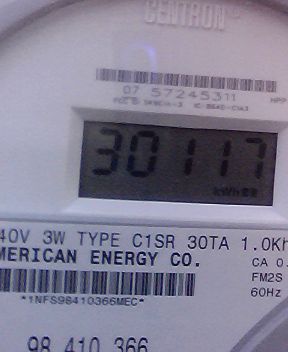 CENTRON®
07 57245311
30117
kWh
40V 3W TYPE C1SR 30TA 1.0Kh
MERICAN ENERGY CO.
CA 0.
FM2S
60Hz
*1NFS98410366MEC*
98 410 366